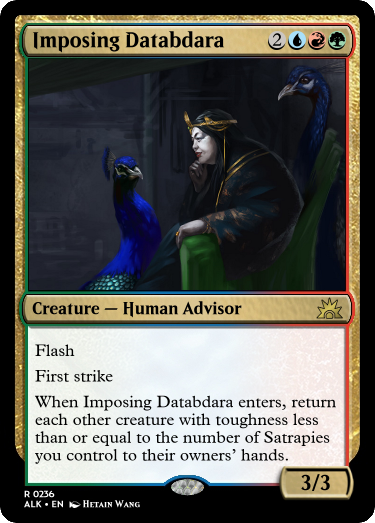 Imposing Databdara
2
Creature — Human Advisor
Flash
First strike
When Imposing Databdara enters, return
each other creature with toughness less
than or equal to the number of Satrapies
you control to their owners' hands.
3/3
R 0236
ALK • EN Hetain Wang